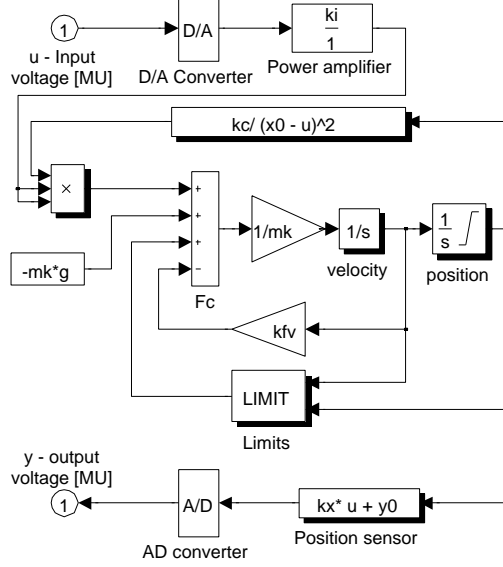 1
D/A
ki
1
u - Input
voltage [MU]
D/A Converter
Power amplifier
kc/ (x0 - u)^2
×
+
+
+
−
1/mk
1/s
1
s
-mk*g
velocity
position
Fc
kfv
LIMIT
Limits
y - output
voltage [MU]
1
A/D
kx* u + y0
AD converter
Position sensor